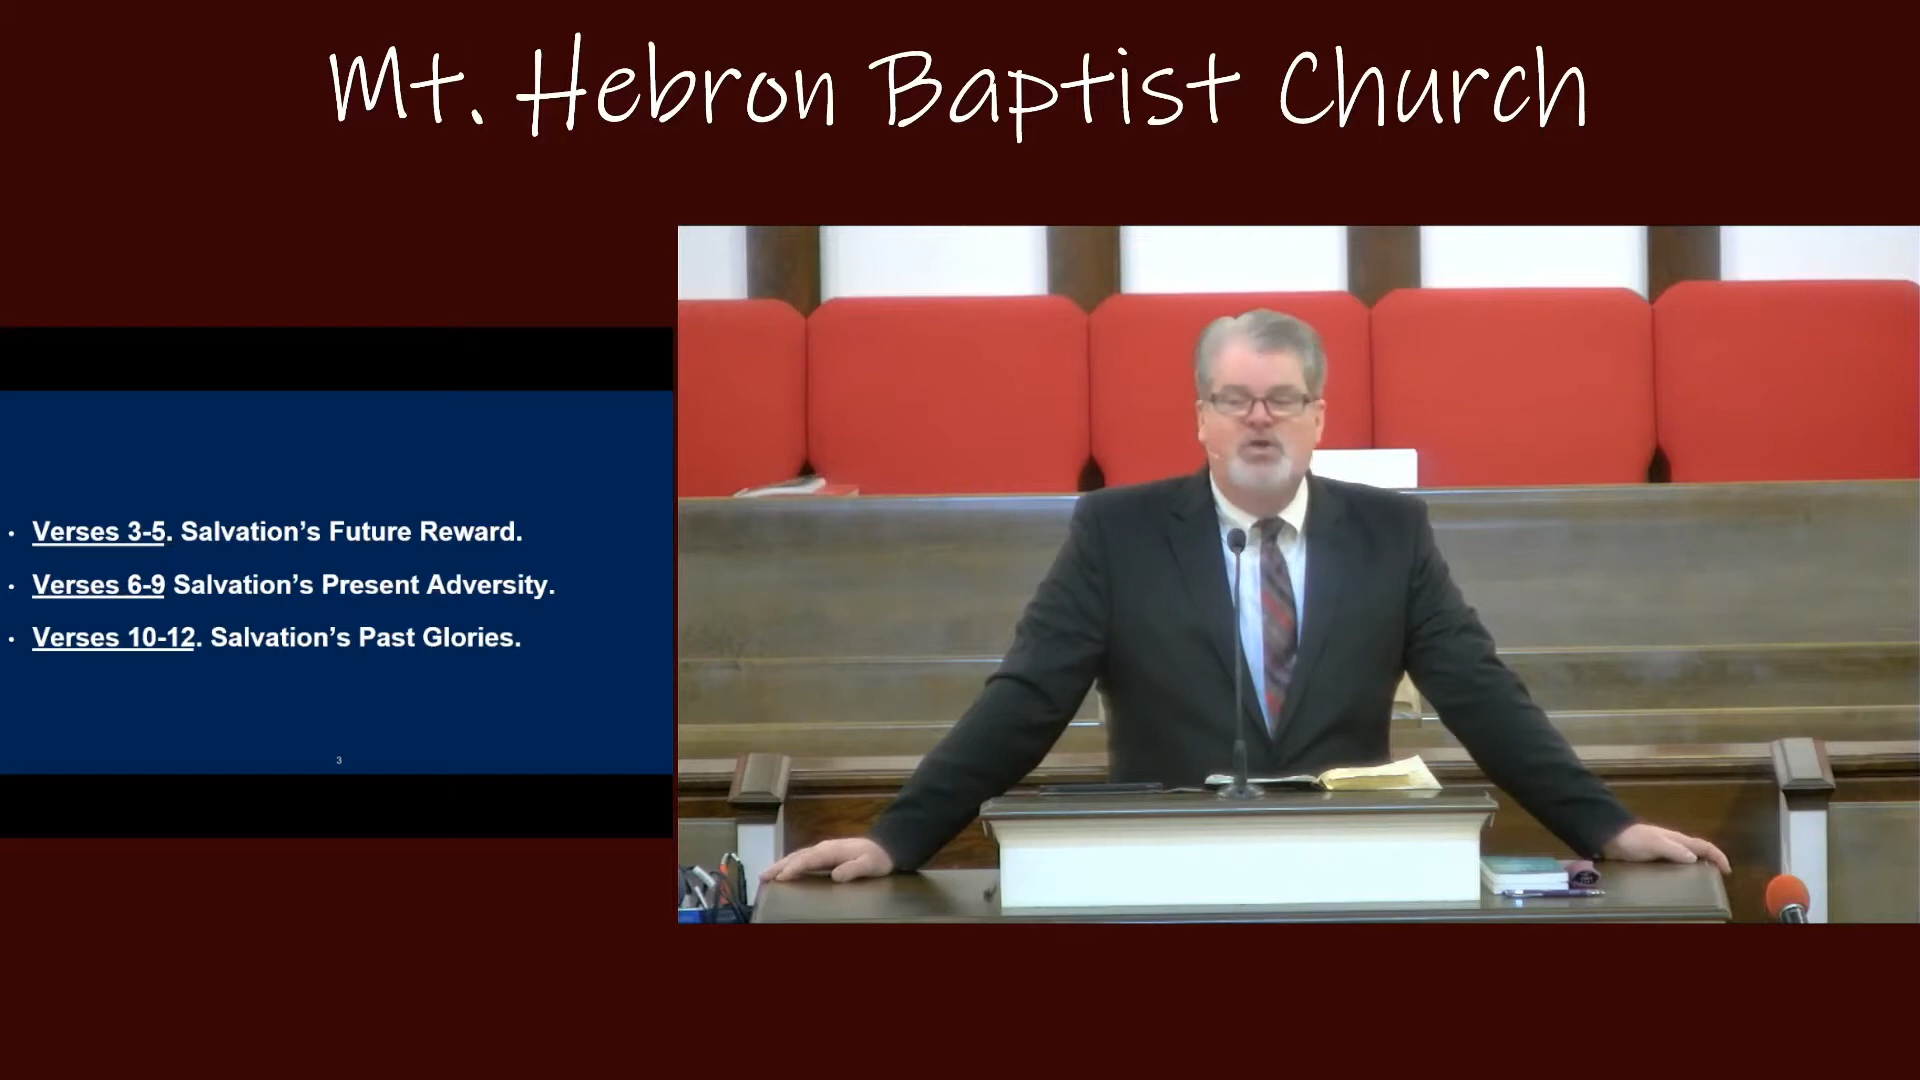 Mt. Hebron Baptist Church
• Verses 3-5. Salvation’s Future Reward.
• Verses 6-9 Salvation’s Present Adversity.
• Verses 10-12. Salvation’s Past Glories.
3